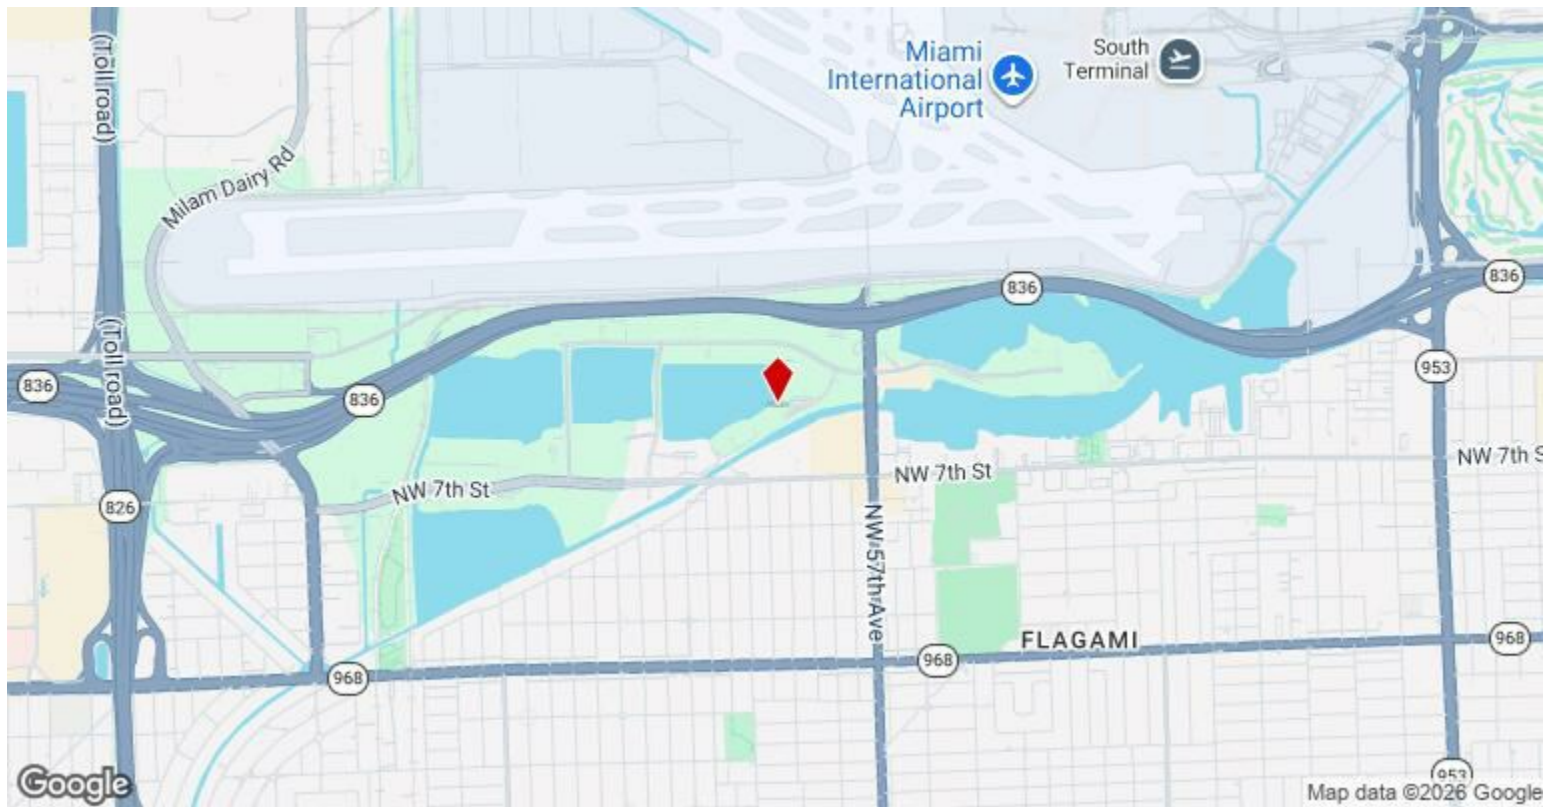 (Toll road)
Miami
International
Airport
South
Terminal
Milam Dairy Rd
836
836
(Toll road)
953
836
836
NW 7th S
NW 7th St
NW 7th St
826
NW 57th Ave
FLAGAMI
968
968
968
953
Google
Map data ©2026 Google